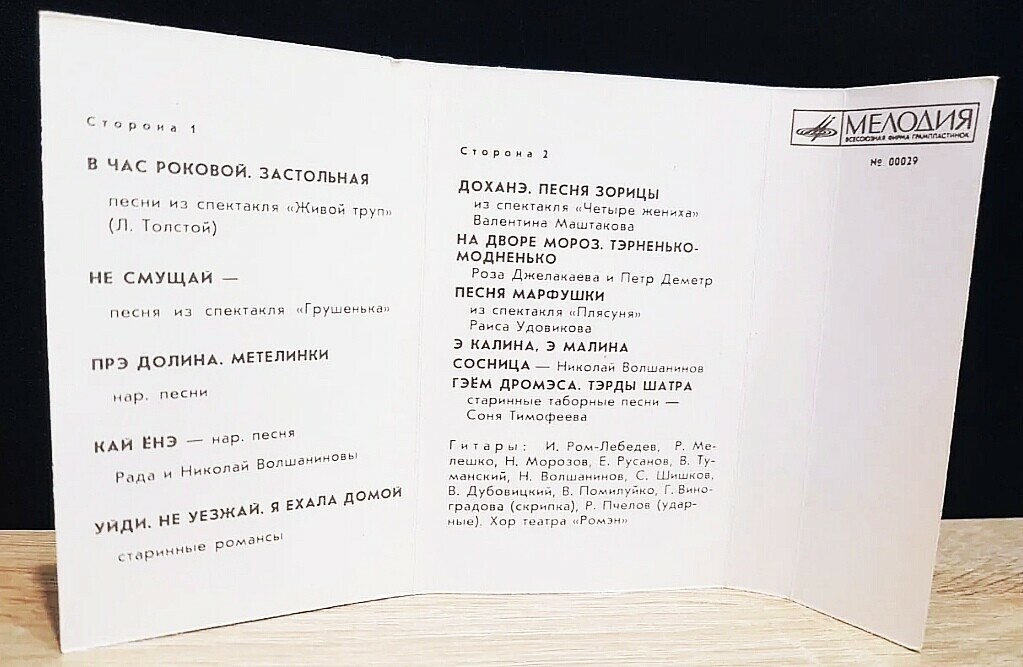 Сторона 1
В ЧАС РОКОВОЙ. ЗАСТОЛЬНАЯ
песни из спектакля «Живой труп»
(Л. Толстой)
НЕ СМУЩАЙ —
песня из спектакля «Грушенька»
ПРЭ ДОЛИНА. МЕТЕЛИНКИ
нар. песни
КАЙ ЁНЭ — нар. песня
Рада и Николай Волшаниновы
УЙДИ. НЕ УЕЗЖАЙ. Я ЕХАЛА ДОМОЙ
старинные романсы
Сторона 2
ДОХАНЭ. ПЕСНЯ ЗОРИЦЫ
из спектакля «Четыре жениха»
Валентина Маштакова
НА ДВОРЕ МОРОЗ. ТЭРНЕНЬКО-
МОДНЕНЬКО
Роза Джелакаева и Петр Деметр
ПЕСНЯ МАРФУШКИ
из спектакля «Плясуня»
Раиса Удовикова
Э КАЛИНА, Э МАЛИНА
СОСНИЦА — Николай Волшанинов
ГЭЁМ ДРОМЭСА. ТЭРДЫ ШАТРА
старинные таборные песни —
Соня Тимофеева
Гитары: И. Ром-Лебедев, Р. Ме-
лешко, Н. Морозов, Е. Русанов, В. Ту-
манский, Н. Волшанинов, С. Шишков,
В. Дубовицкий, В. Помилуйко, Г. Вино-
градова (скрипка), Р. Пчелов (удар-
ные). Хор театра «Ромэн»
МЕЛОДИЯ
ВСЕСОЮЗНАЯ ФИРМА ГРАМПЛАСТИНОК
№ 00029